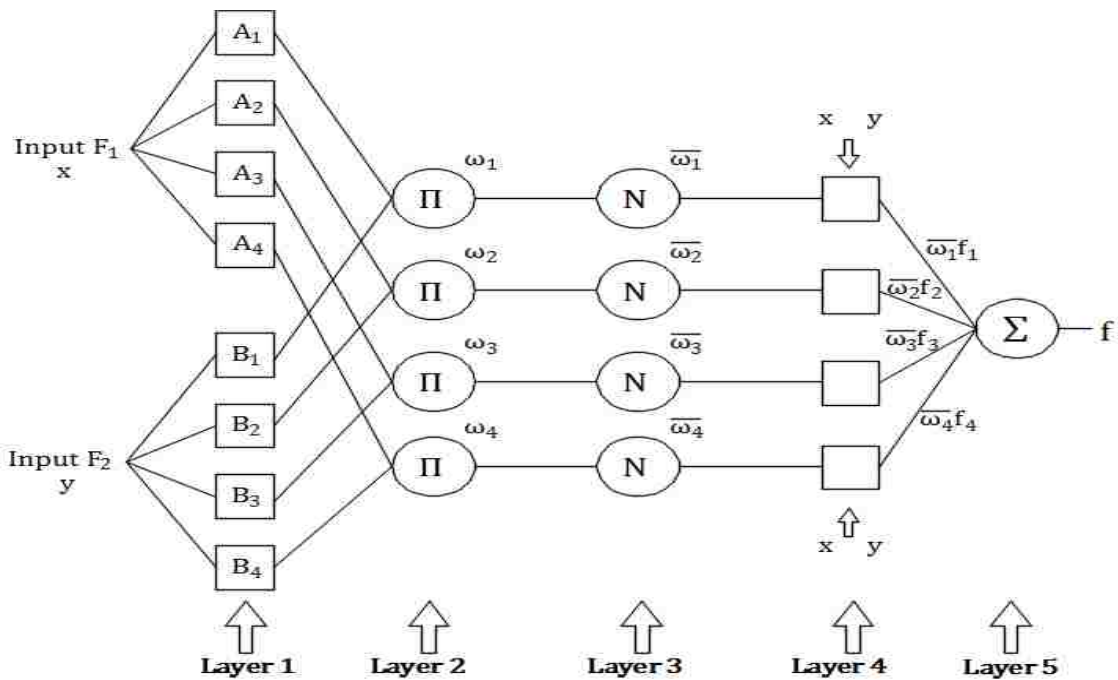 A₁
A₂
Input F₁
x
A₃
A₄
B₁
B₂
Input F₂
y
B₃
B₄
Π ω₁
Π ω₂
Π ω₃
Π ω₄
N ω̅₁
N ω̅₂
N ω̅₃
N ω̅₄
x y
ω̅₁f₁
ω̅₂f₂
ω̅₃f₃
ω̅₄f₄
x y
Σ f
Layer 1 Layer 2 Layer 3 Layer 4 Layer 5